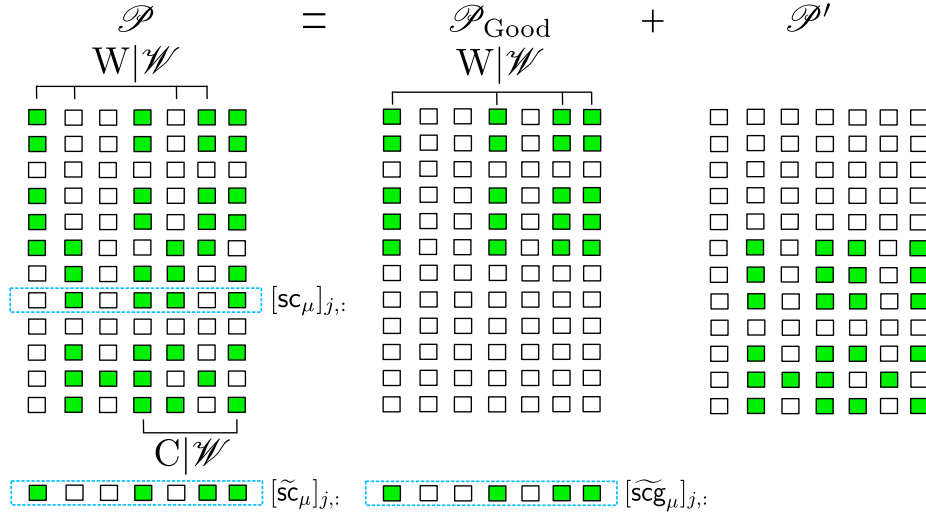 𝒫 = 𝒫_Good + 𝒫′
W|𝒲 W|𝒲
[sc_μ]_{j,:}
C|𝒲
[s͠c_μ]_{j,:} [s͠cg_μ]_{j,:}